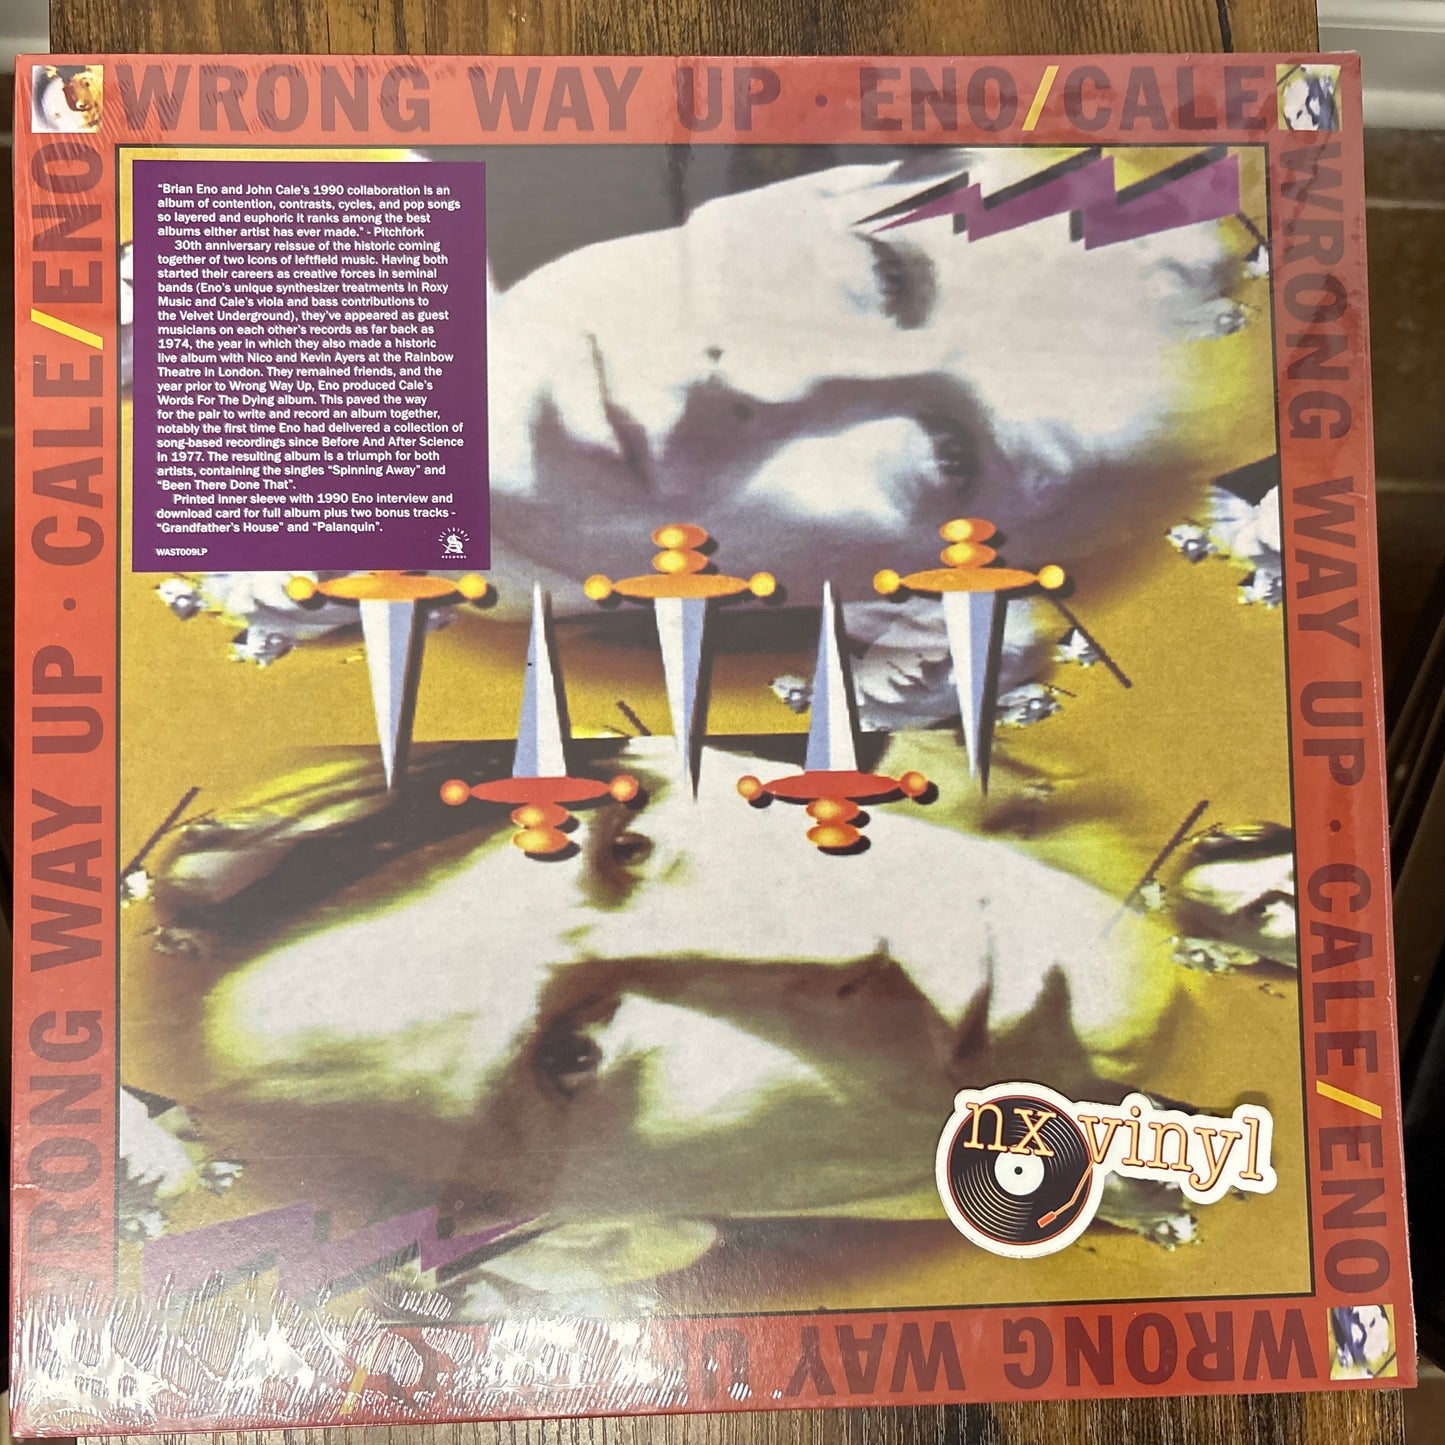 WRONG WAY UP · ENO/CALE
WRONG WAY UP · CALE/ENO
WRONG WAY UP
RONG WAY UP · CALE/ENO
“Brian Eno and John Cale’s 1990 collaboration is an
album of contention, contrasts, cycles, and pop songs
so layered and euphoric it ranks among the best
albums either artist has ever made.” - Pitchfork
30th anniversary reissue of the historic coming
together of two icons of leftfield music. Having both
started their careers as creative forces in seminal
bands (Eno’s unique synthesizer treatments in Roxy
Music and Cale’s viola and bass contributions to
the Velvet Underground), they’ve appeared as guest
musicians on each other’s records as far back as
1974, the year in which they also made a historic
live album with Nico and Kevin Ayers at the Rainbow
Theatre in London. They remained friends, and the
year prior to Wrong Way Up, Eno produced Cale’s
Words For The Dying album. This paved the way
for the pair to write and record an album together,
notably the first time Eno had delivered a collection of
song-based recordings since Before And After Science
in 1977. The resulting album is a triumph for both
artists, containing the singles “Spinning Away” and
“Been There Done That”.
Printed inner sleeve with 1990 Eno interview and
download card for full album plus two bonus tracks -
“Grandfather’s House” and “Palanquin”.
WAST009LP
ALL SAINTS
RECORDS
nx vinyl